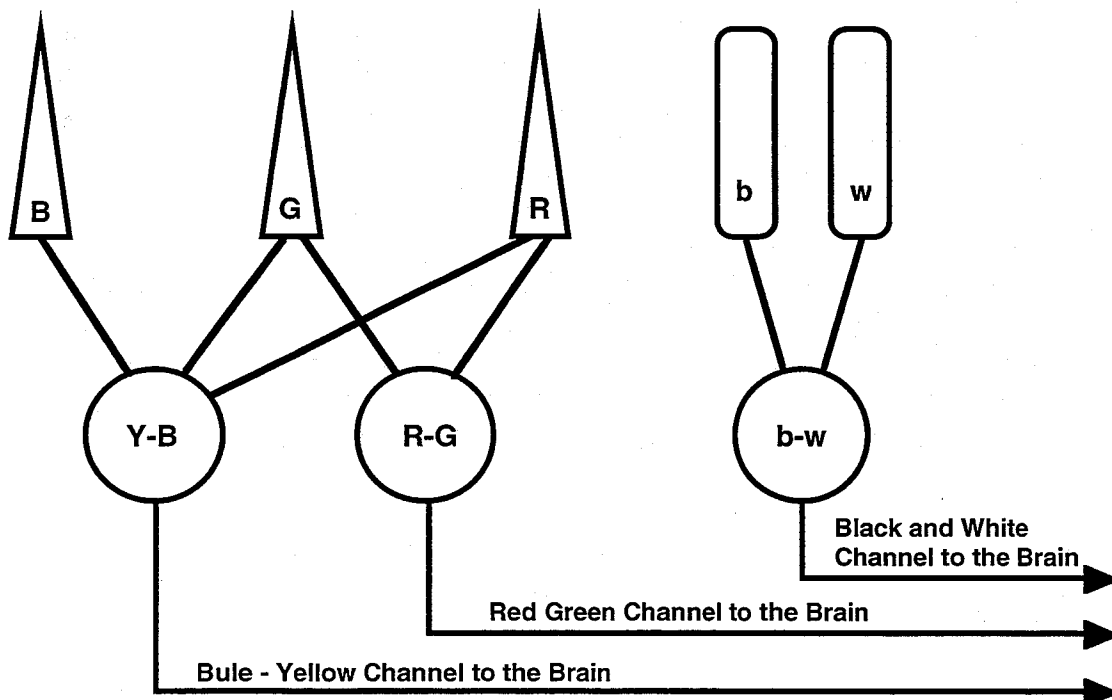 B
G
R
b
w
Y-B
R-G
b-w
Black and White
Channel to the Brain
Red Green Channel to the Brain
Bule - Yellow Channel to the Brain